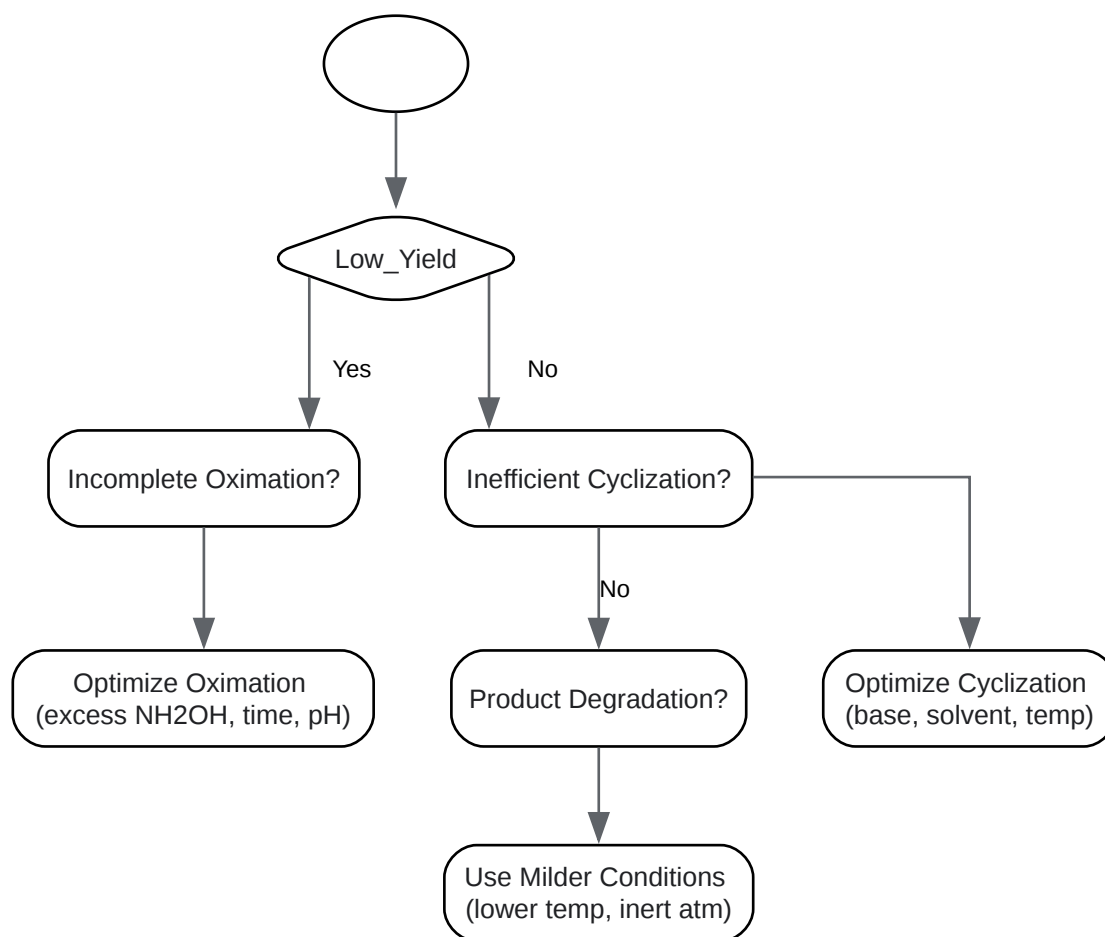 Low_Yield
Yes
No
Incomplete Oximation?
Inefficient Cyclization?
No
Optimize Oximation
(excess NH2OH, time, pH)
Product Degradation?
Optimize Cyclization
(base, solvent, temp)
Use Milder Conditions
(lower temp, inert atm)